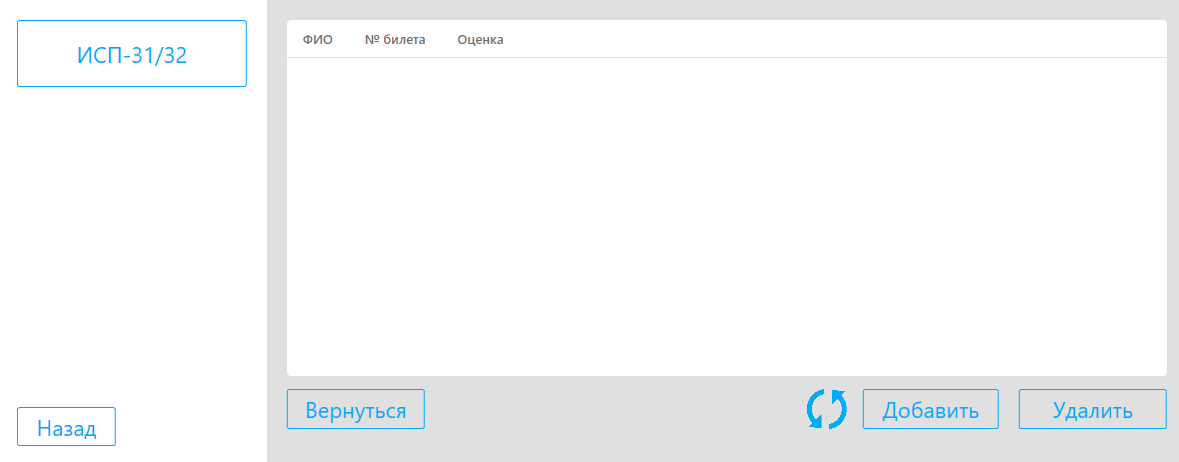 ИСП-31/32
Назад
ФИО № билета Оценка
Вернуться Добавить Удалить